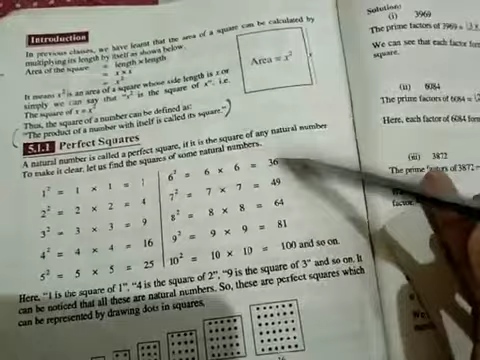 Introduction
In previous classes, we have learnt that the area of a square can be calculated by
multiplying its length by itself as shown below.
Area of the square = length × length
= x × x
= x²
Area = x²
It means x² is an area of a square whose side length is x or
simply we can say that "x² is the square of x". i.e.
The square of x = x²
Thus, the square of a number can be defined as:
"The product of a number with itself is called its square."
5.1.1 Perfect Squares
A natural number is called a perfect square, if it is the square of any natural number
To make it clear, let us find the squares of some natural numbers.
1² = 1 × 1 = 1
2² = 2 × 2 = 4
3² = 3 × 3 = 9
4² = 4 × 4 = 16
5² = 5 × 5 = 25
6² = 6 × 6 = 36
7² = 7 × 7 = 49
8² = 8 × 8 = 64
9² = 9 × 9 = 81
10² = 10 × 10 = 100 and so on.
Here, "1 is the square of 1", "4 is the square of 2", "9 is the square of 3" and so on. It
can be noticed that all these are natural numbers. So, these are perfect squares which
can be represented by drawing dots in squares.
16
Solution:
(i) 3969
The prime factors of 3969 =
We can see that each factor
square.
(ii) 6084
The prime factors of 6084 =
Here, each factor of 6084
(iii) 3872
The prime factors of 3872 =
factor,